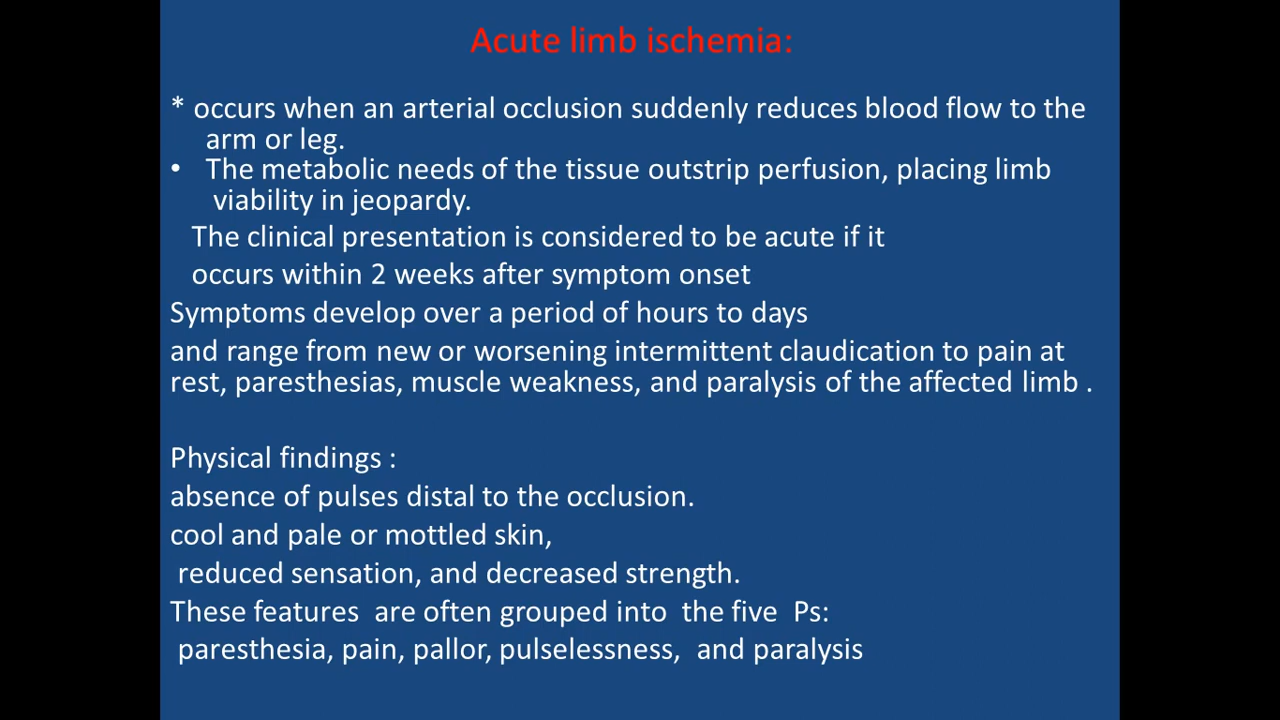 Acute limb ischemia:
* occurs when an arterial occlusion suddenly reduces blood flow to the
arm or leg.
• The metabolic needs of the tissue outstrip perfusion, placing limb
viability in jeopardy.
The clinical presentation is considered to be acute if it
occurs within 2 weeks after symptom onset
Symptoms develop over a period of hours to days
and range from new or worsening intermittent claudication to pain at
rest, paresthesias, muscle weakness, and paralysis of the affected limb .
Physical findings :
absence of pulses distal to the occlusion.
cool and pale or mottled skin,
reduced sensation, and decreased strength.
These features are often grouped into the five Ps:
paresthesia, pain, pallor, pulselessness, and paralysis